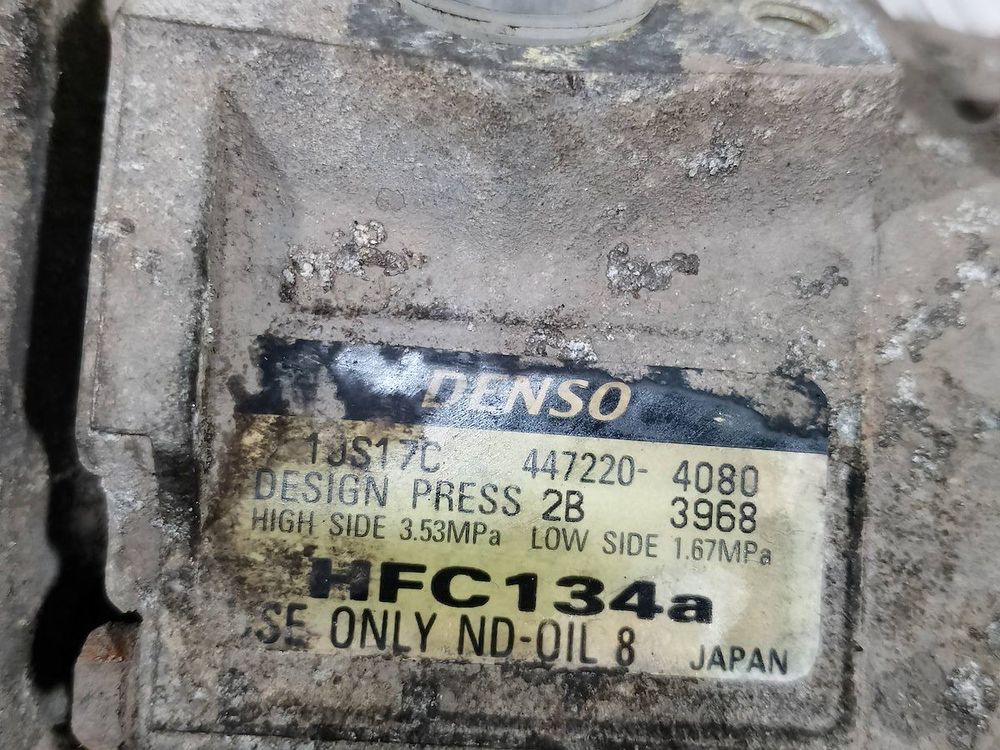 DENSO
10S17C 447220- 4080
DESIGN PRESS 2B 3968
HIGH SIDE 3.53MPa LOW SIDE 1.67MPa
HFC134a
USE ONLY ND-OIL 8 JAPAN